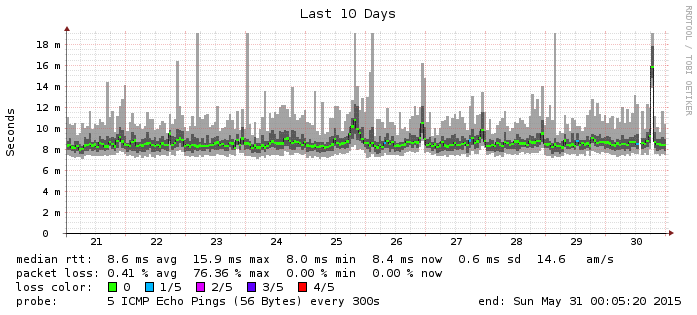 Last 10 Days
RRDTOOL / TOBI OETIKER
Seconds
18 m
16 m
14 m
12 m
10 m
8 m
6 m
4 m
2 m
0
21 22 23 24 25 26 27 28 29 30
median rtt: 8.6 ms avg 15.9 ms max 8.0 ms min 8.4 ms now 0.6 ms sd 14.6 am/s
packet loss: 0.41 % avg 76.36 % max 0.00 % min 0.00 % now
loss color: 0 1/5 2/5 3/5 4/5
probe: 5 ICMP Echo Pings (56 Bytes) every 300s end: Sun May 31 00:05:20 2015